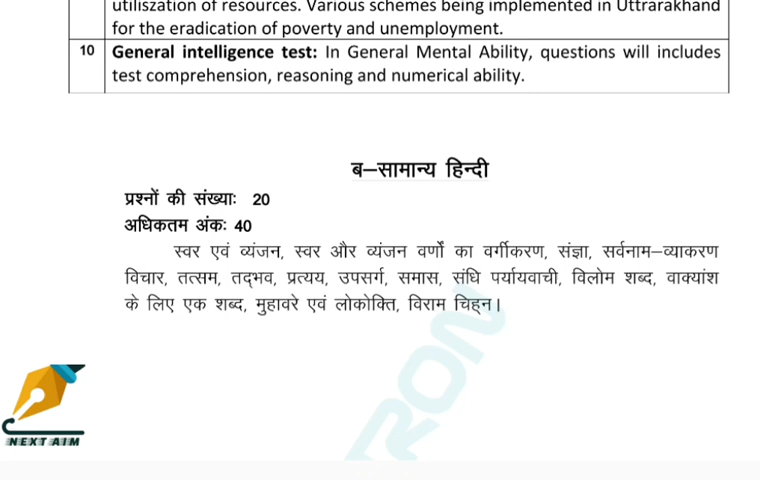 utiliszation of resources. Various schemes being implemented in Uttrarakhand
for the eradication of poverty and unemployment.
10 General intelligence test: In General Mental Ability, questions will includes
test comprehension, reasoning and numerical ability.
ब–सामान्य हिन्दी
प्रश्नों की संख्याः 20
अधिकतम अंकः 40
स्वर एवं व्यंजन, स्वर और व्यंजन वर्णों का वर्गीकरण, संज्ञा, सर्वनाम–व्याकरण
विचार, तत्सम, तद्भव, प्रत्यय, उपसर्ग, समास, संधि पर्यायवाची, विलोम शब्द, वाक्यांश
के लिए एक शब्द, मुहावरे एवं लोकोक्ति, विराम चिह्न।
TRON
NEXT AIM